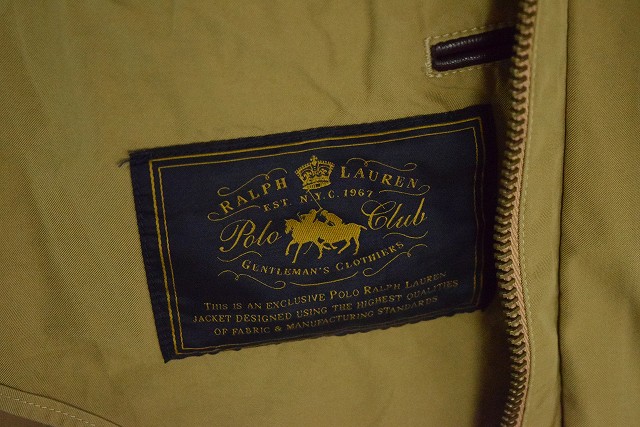 RALPH LAUREN
EST. N.Y.C. 1967
Polo Club
GENTLEMAN'S CLOTHIERS
THIS IS AN EXCLUSIVE POLO RALPH LAUREN
JACKET DESIGNED USING THE HIGHEST QUALITIES
OF FABRIC & MANUFACTURING STANDARDS